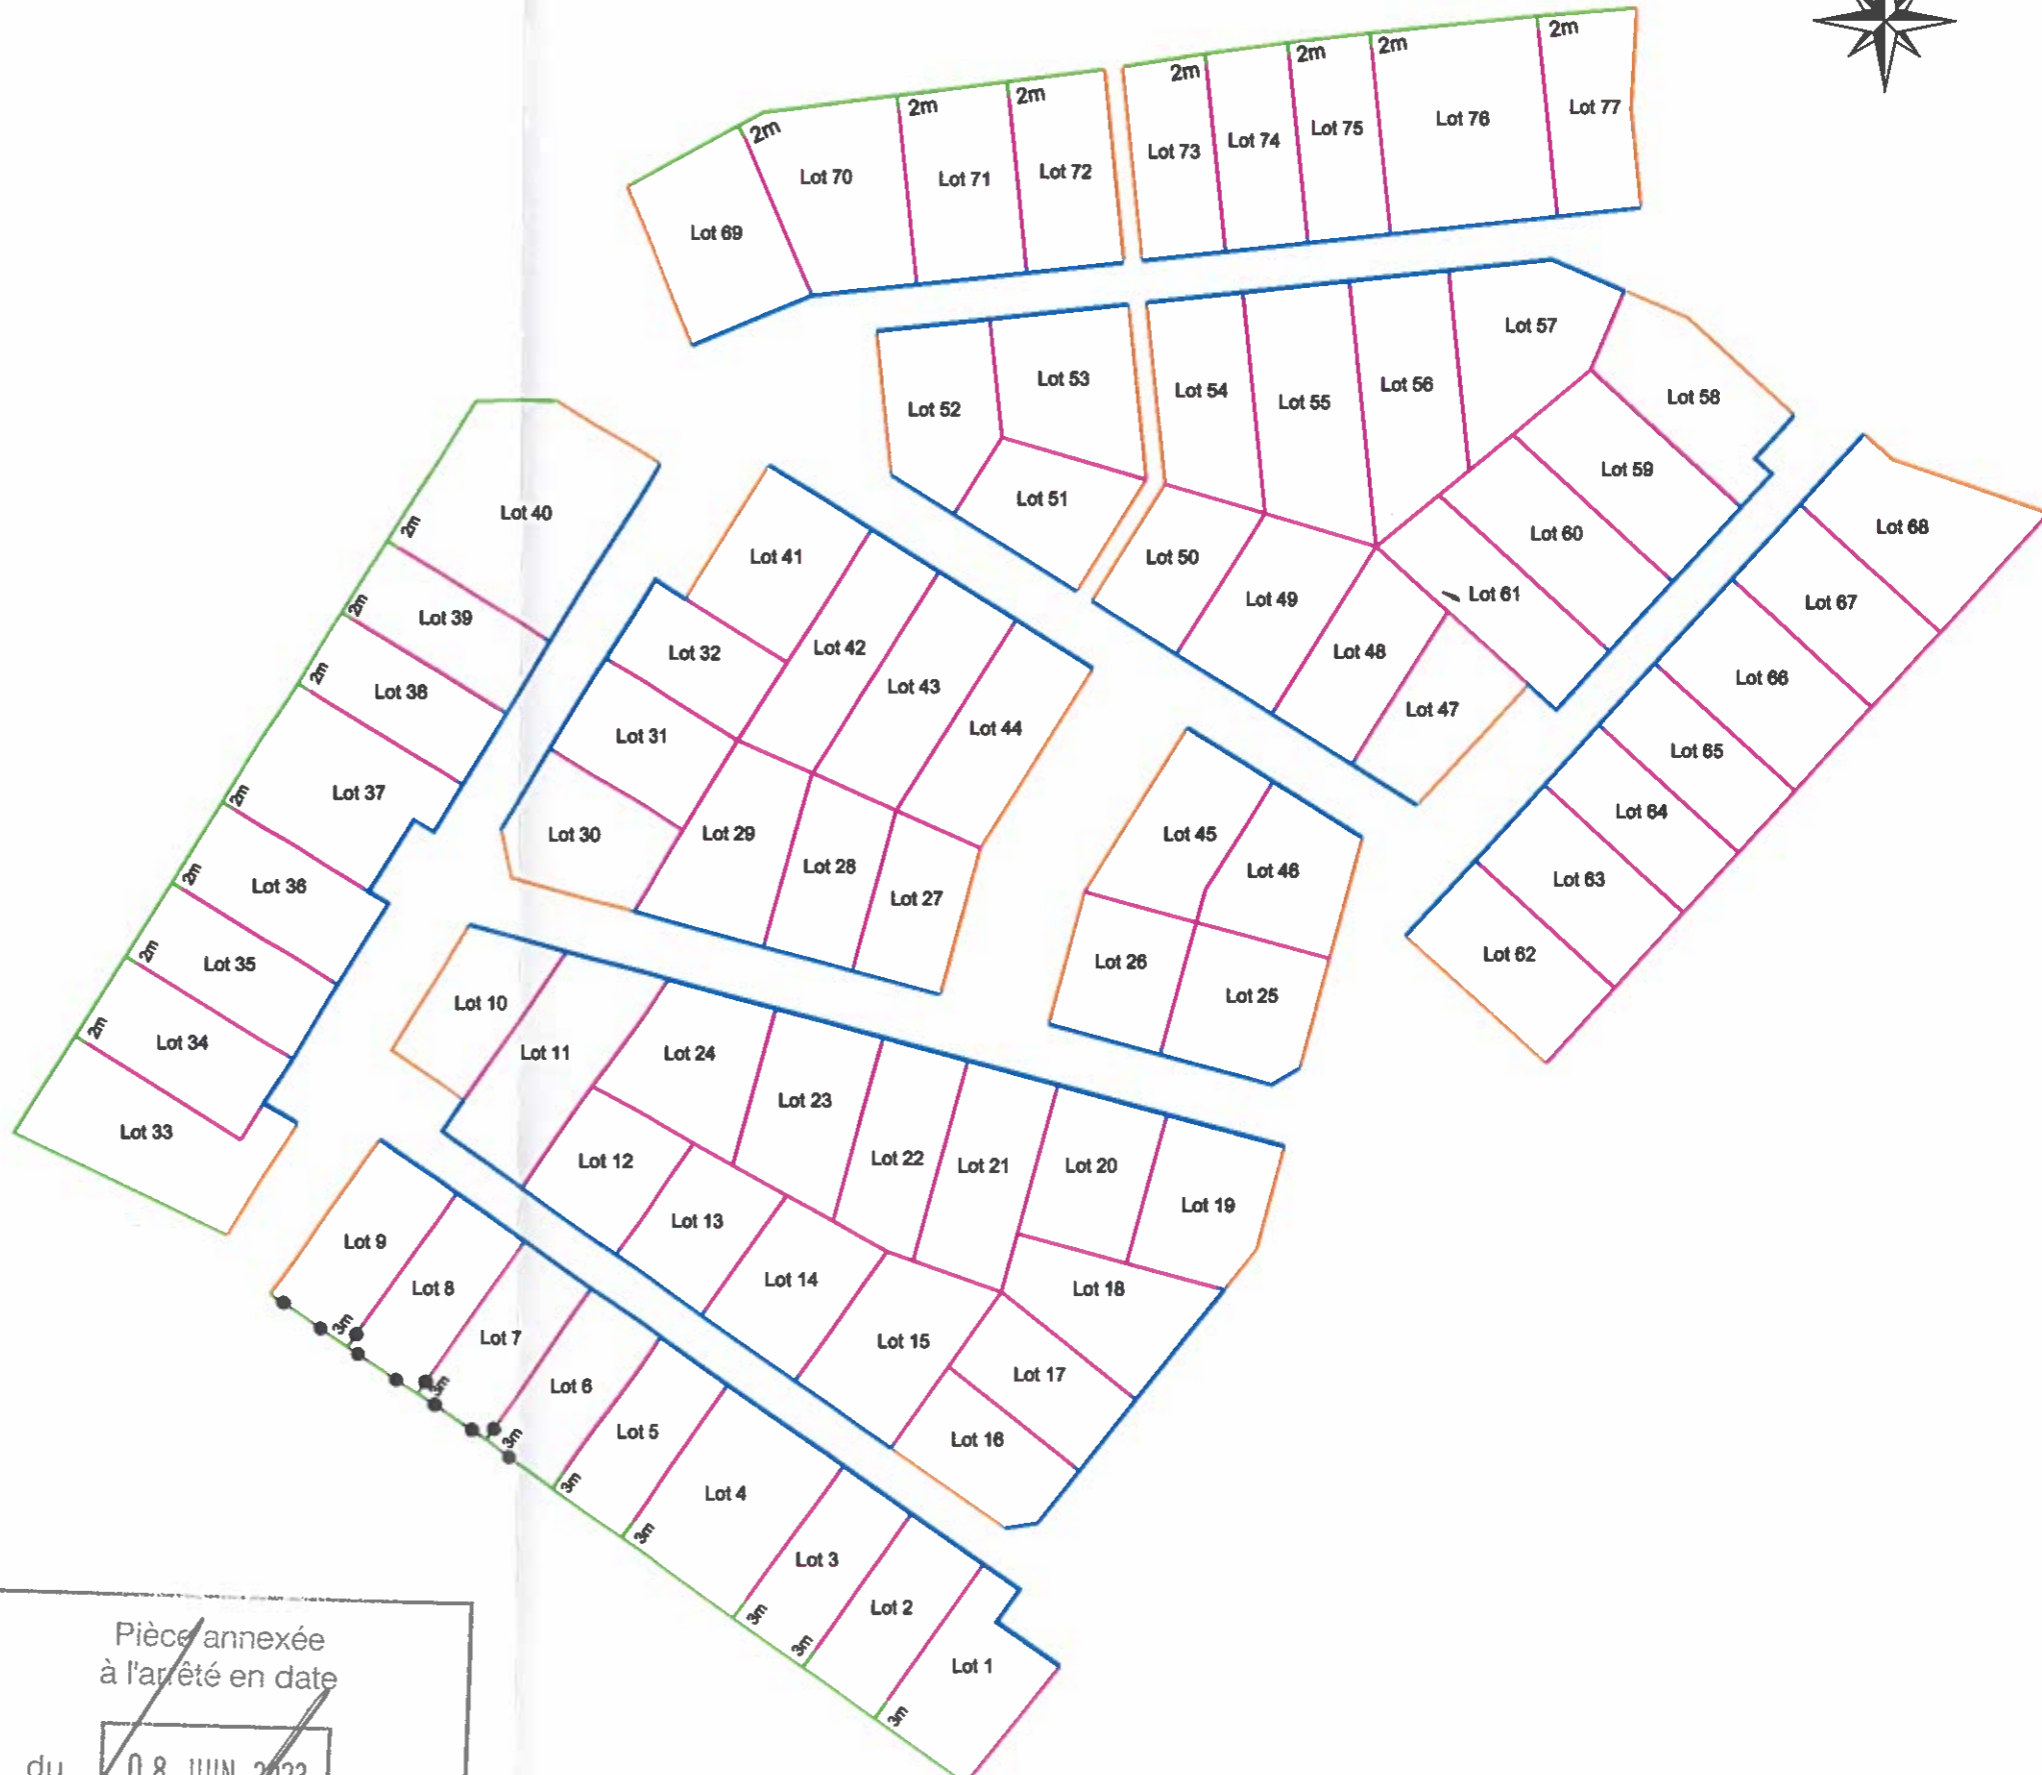 2m
2m
2m
2m
2m
2m
2m
Lot 77
Lot 76
Lot 75
Lot 74
Lot 73
Lot 72
Lot 71
Lot 70
Lot 69
Lot 57
Lot 53
Lot 56
Lot 54
Lot 55
Lot 52
Lot 58
Lot 59
Lot 51
Lot 40
2m
Lot 68
Lot 60
Lot 50
Lot 41
Lot 61
Lot 49
Lot 67
2m
Lot 39
Lot 42
Lot 48
Lot 32
2m
Lot 38
Lot 43
Lot 66
Lot 47
Lot 44
Lot 31
Lot 65
2m
Lot 37
Lot 64
Lot 30
Lot 29
Lot 45
Lot 28
Lot 46
2m
Lot 36
Lot 63
Lot 27
2m
Lot 35
Lot 26
Lot 62
Lot 25
Lot 10
2m
Lot 34
Lot 11
Lot 24
Lot 23
Lot 33
Lot 12
Lot 22
Lot 21
Lot 20
Lot 19
Lot 13
Lot 9
Lot 14
Lot 8
Lot 18
3m
Lot 7
Lot 15
Lot 17
3m
Lot 6
Lot 5
Lot 16
3m
3m
Lot 4
3m
Lot 3
Lot 2
3m
3m
Lot 1
3m
Pièce annexée
à l'arrêté en date
du 08 JUIN 2023